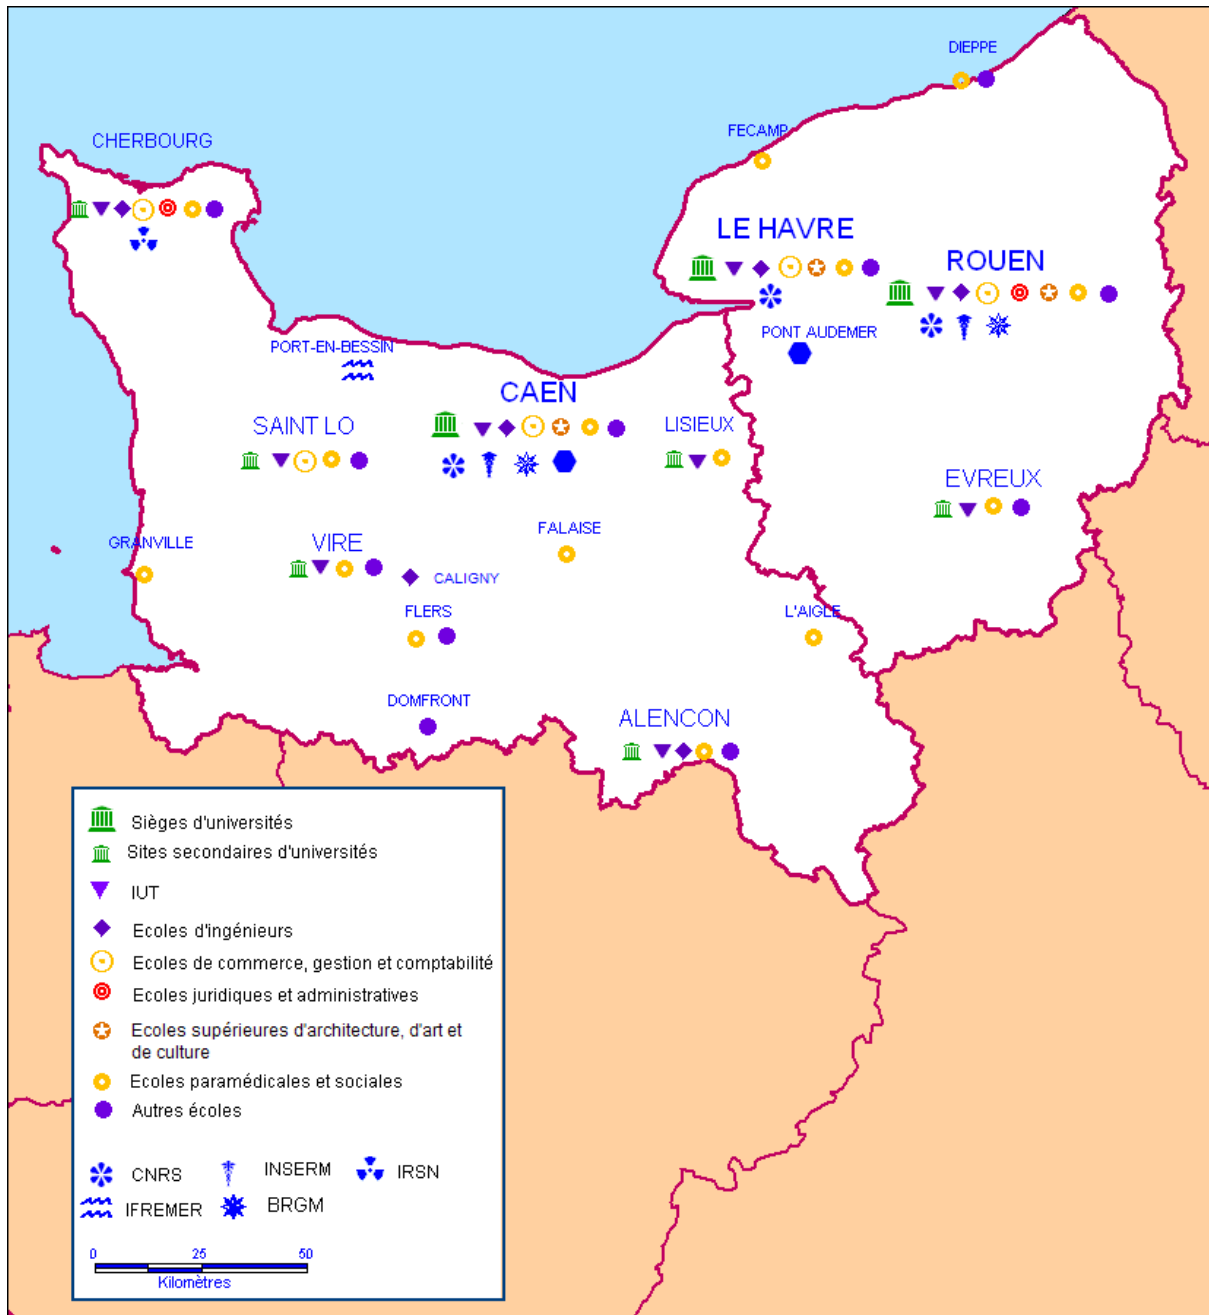 DIEPPE
FECAMP
CHERBOURG
LE HAVRE
ROUEN
PONT AUDEMER
PORT-EN-BESSIN
CAEN
SAINT LO
LISIEUX
EVREUX
GRANVILLE
VIRE
FALAISE
CALIGNY
FLERS
L'AIGLE
DOMFRONT
ALENCON
Sièges d'universités
Sites secondaires d'universités
IUT
Ecoles d'ingénieurs
Ecoles de commerce, gestion et comptabilité
Ecoles juridiques et administratives
Ecoles supérieures d'architecture, d'art et
de culture
Ecoles paramédicales et sociales
Autres écoles
CNRS INSERM IRSN
IFREMER BRGM
0 25 50
Kilomètres